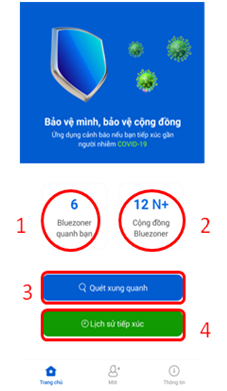 Bảo vệ mình, bảo vệ cộng đồng
Ứng dụng cảnh báo nếu bạn tiếp xúc gần
người nhiễm COVID-19
1
6
Bluezoner
quanh bạn
12 N+
Cộng đồng
Bluezoner
2
3
Quét xung quanh
Lịch sử tiếp xúc
4
Trang chủ
Mời
Thông tin